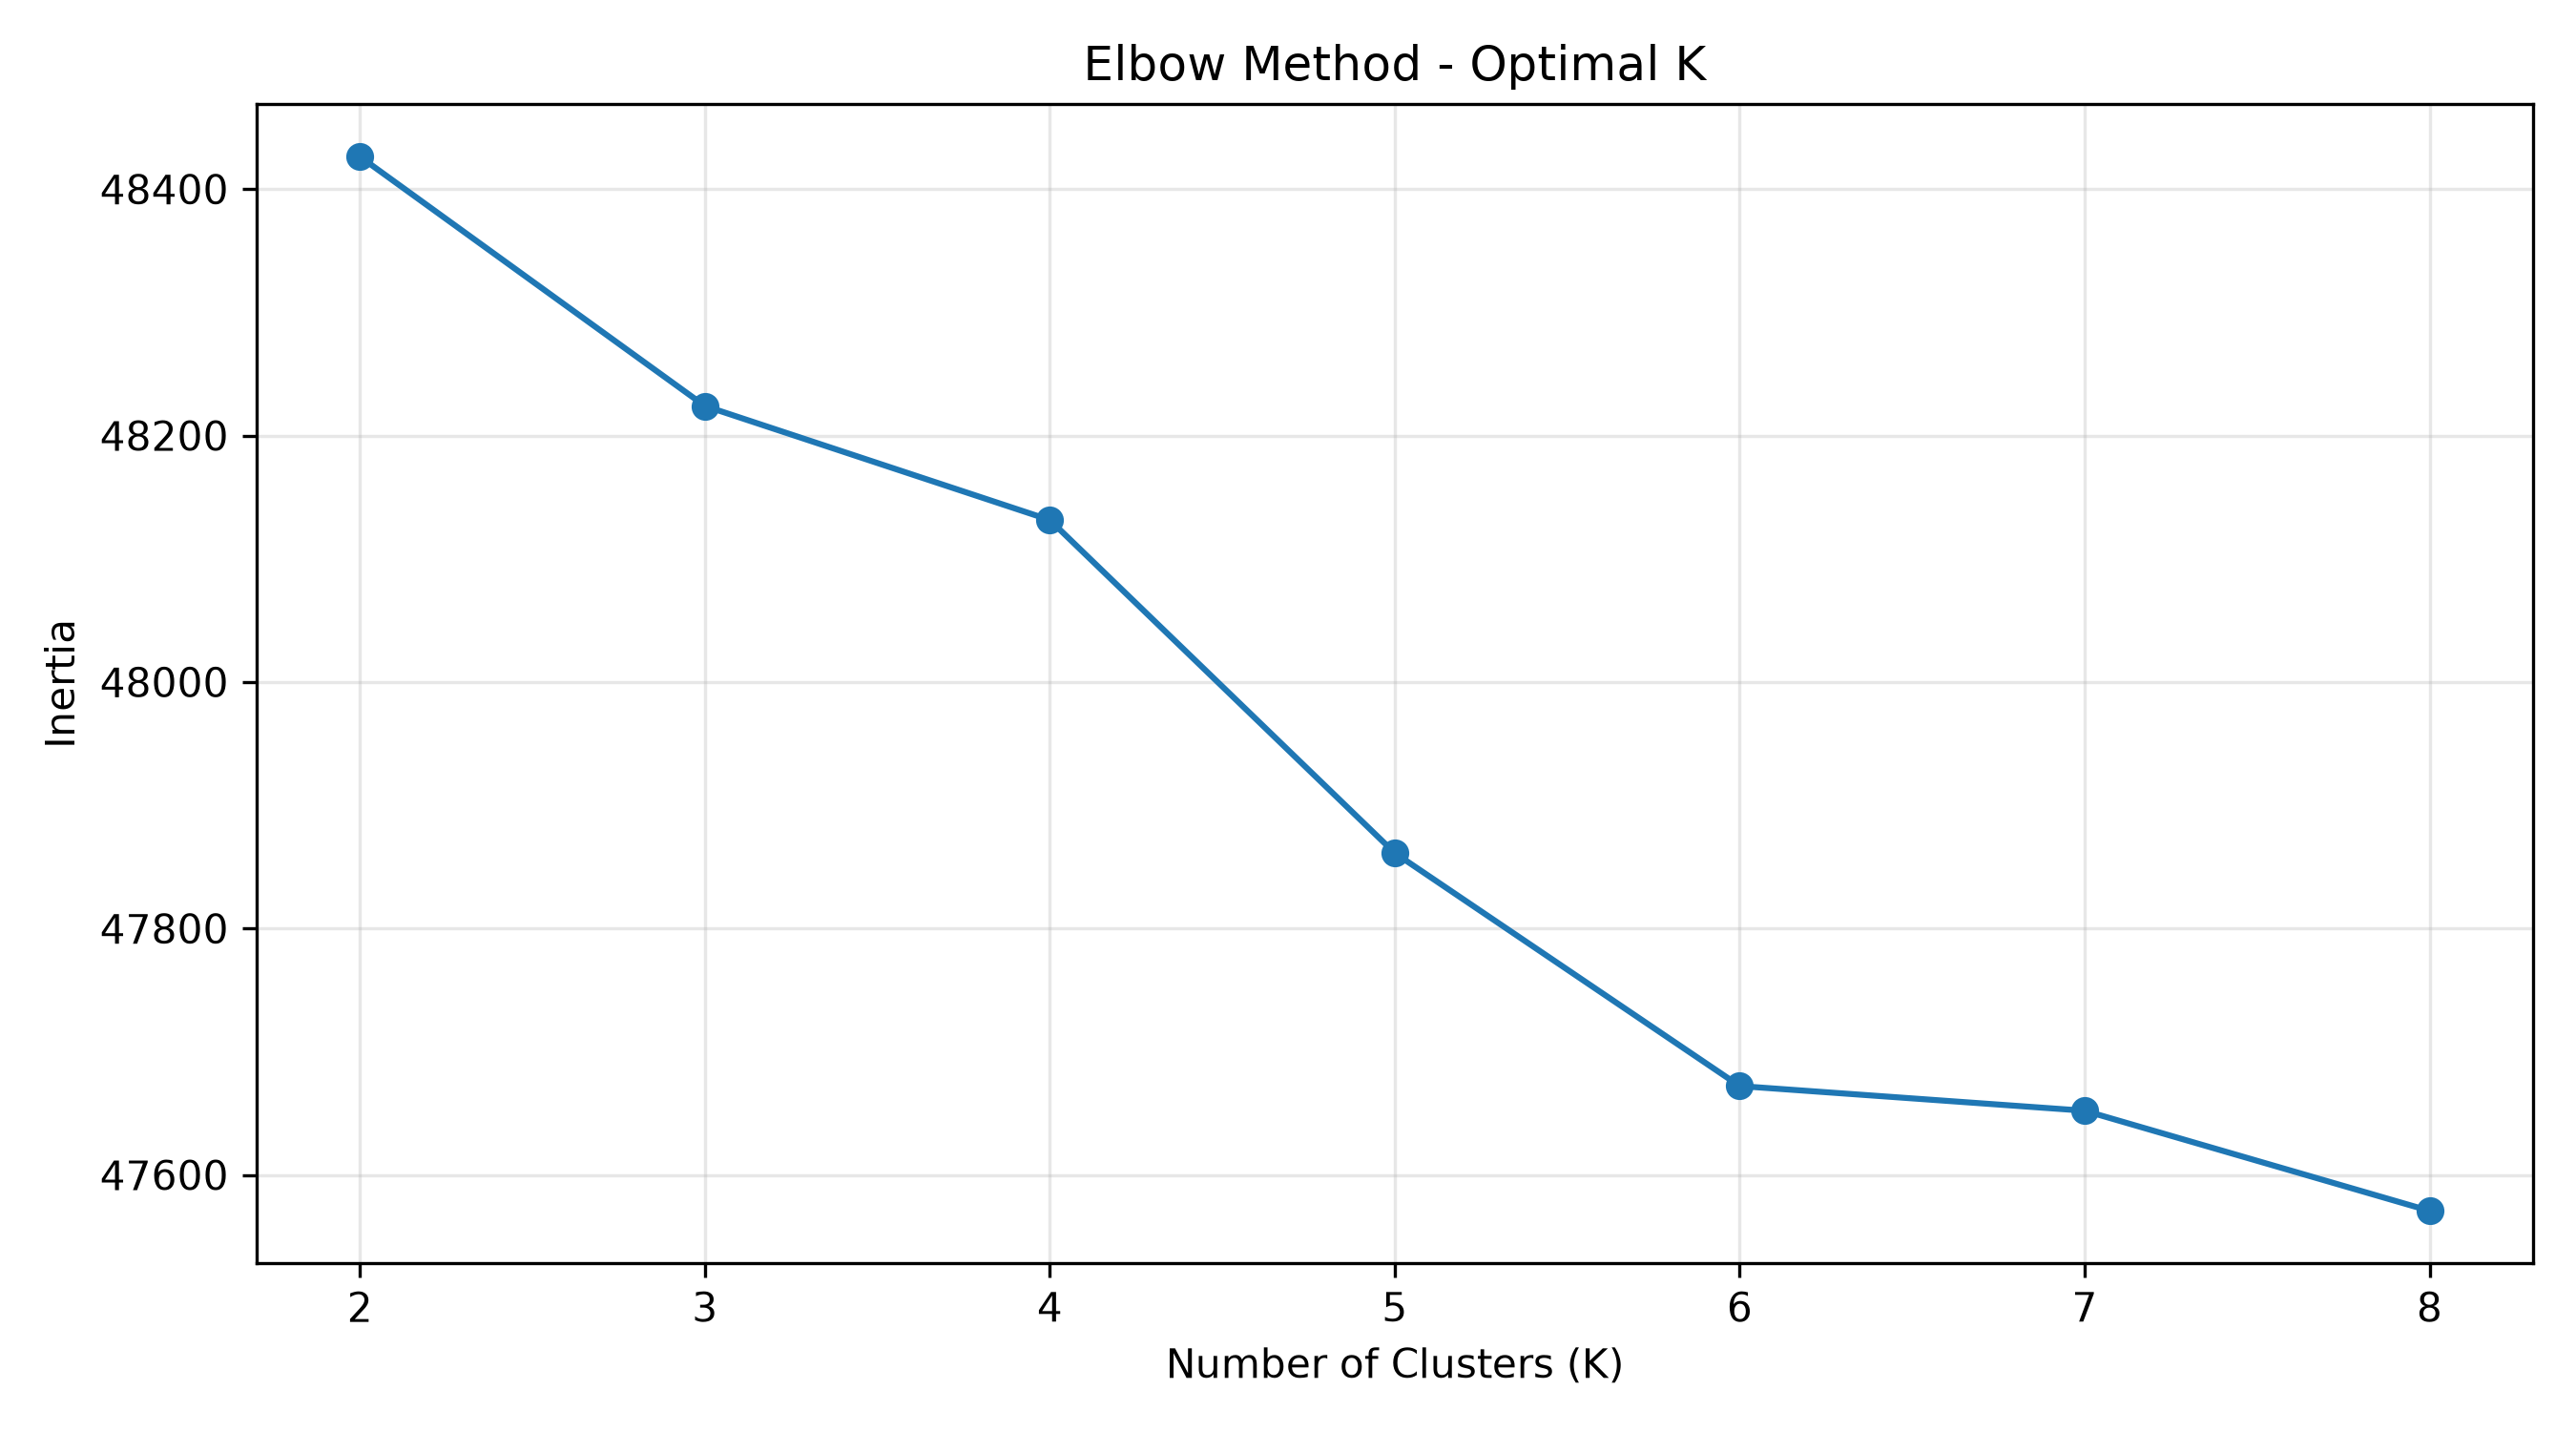 Elbow Method - Optimal K
48400
48200
48000
47800
47600
Inertia
2 3 4 5 6 7 8
Number of Clusters (K)